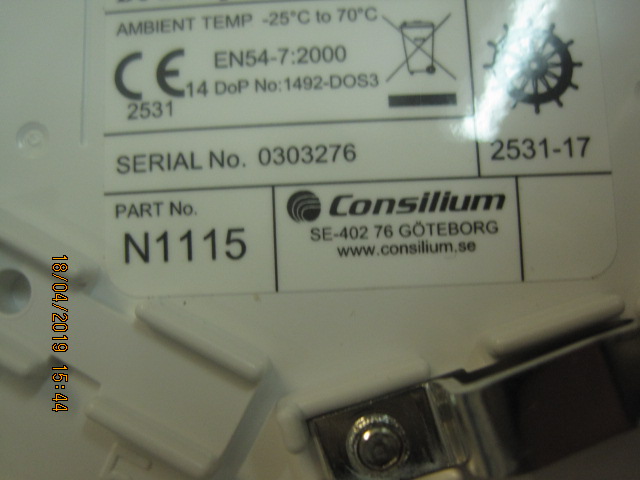 AMBIENT TEMP -25°C to 70°C
CE
EN54-7:2000
14 DoP No:1492-DOS3
2531
SERIAL No. 0303276
2531-17
PART No.
N1115
Consilium
SE-402 76 GÖTEBORG
www.consilium.se
18/04/2019 15:44